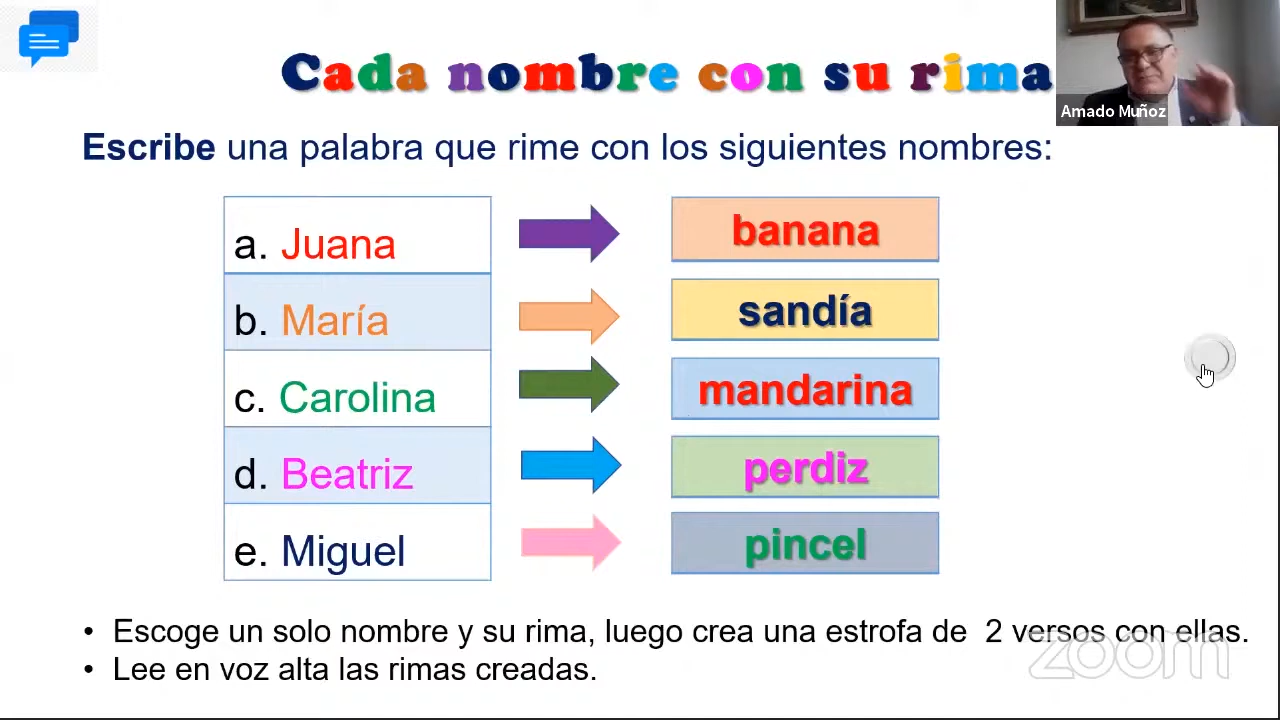 Cada nombre con su rima
Amado Muñoz
Escribe una palabra que rime con los siguientes nombres:
a. Juana
banana
b. María
sandía
c. Carolina
mandarina
d. Beatriz
perdiz
e. Miguel
pincel
• Escoge un solo nombre y su rima, luego crea una estrofa de 2 versos con ellas.
• Lee en voz alta las rimas creadas.
zoom